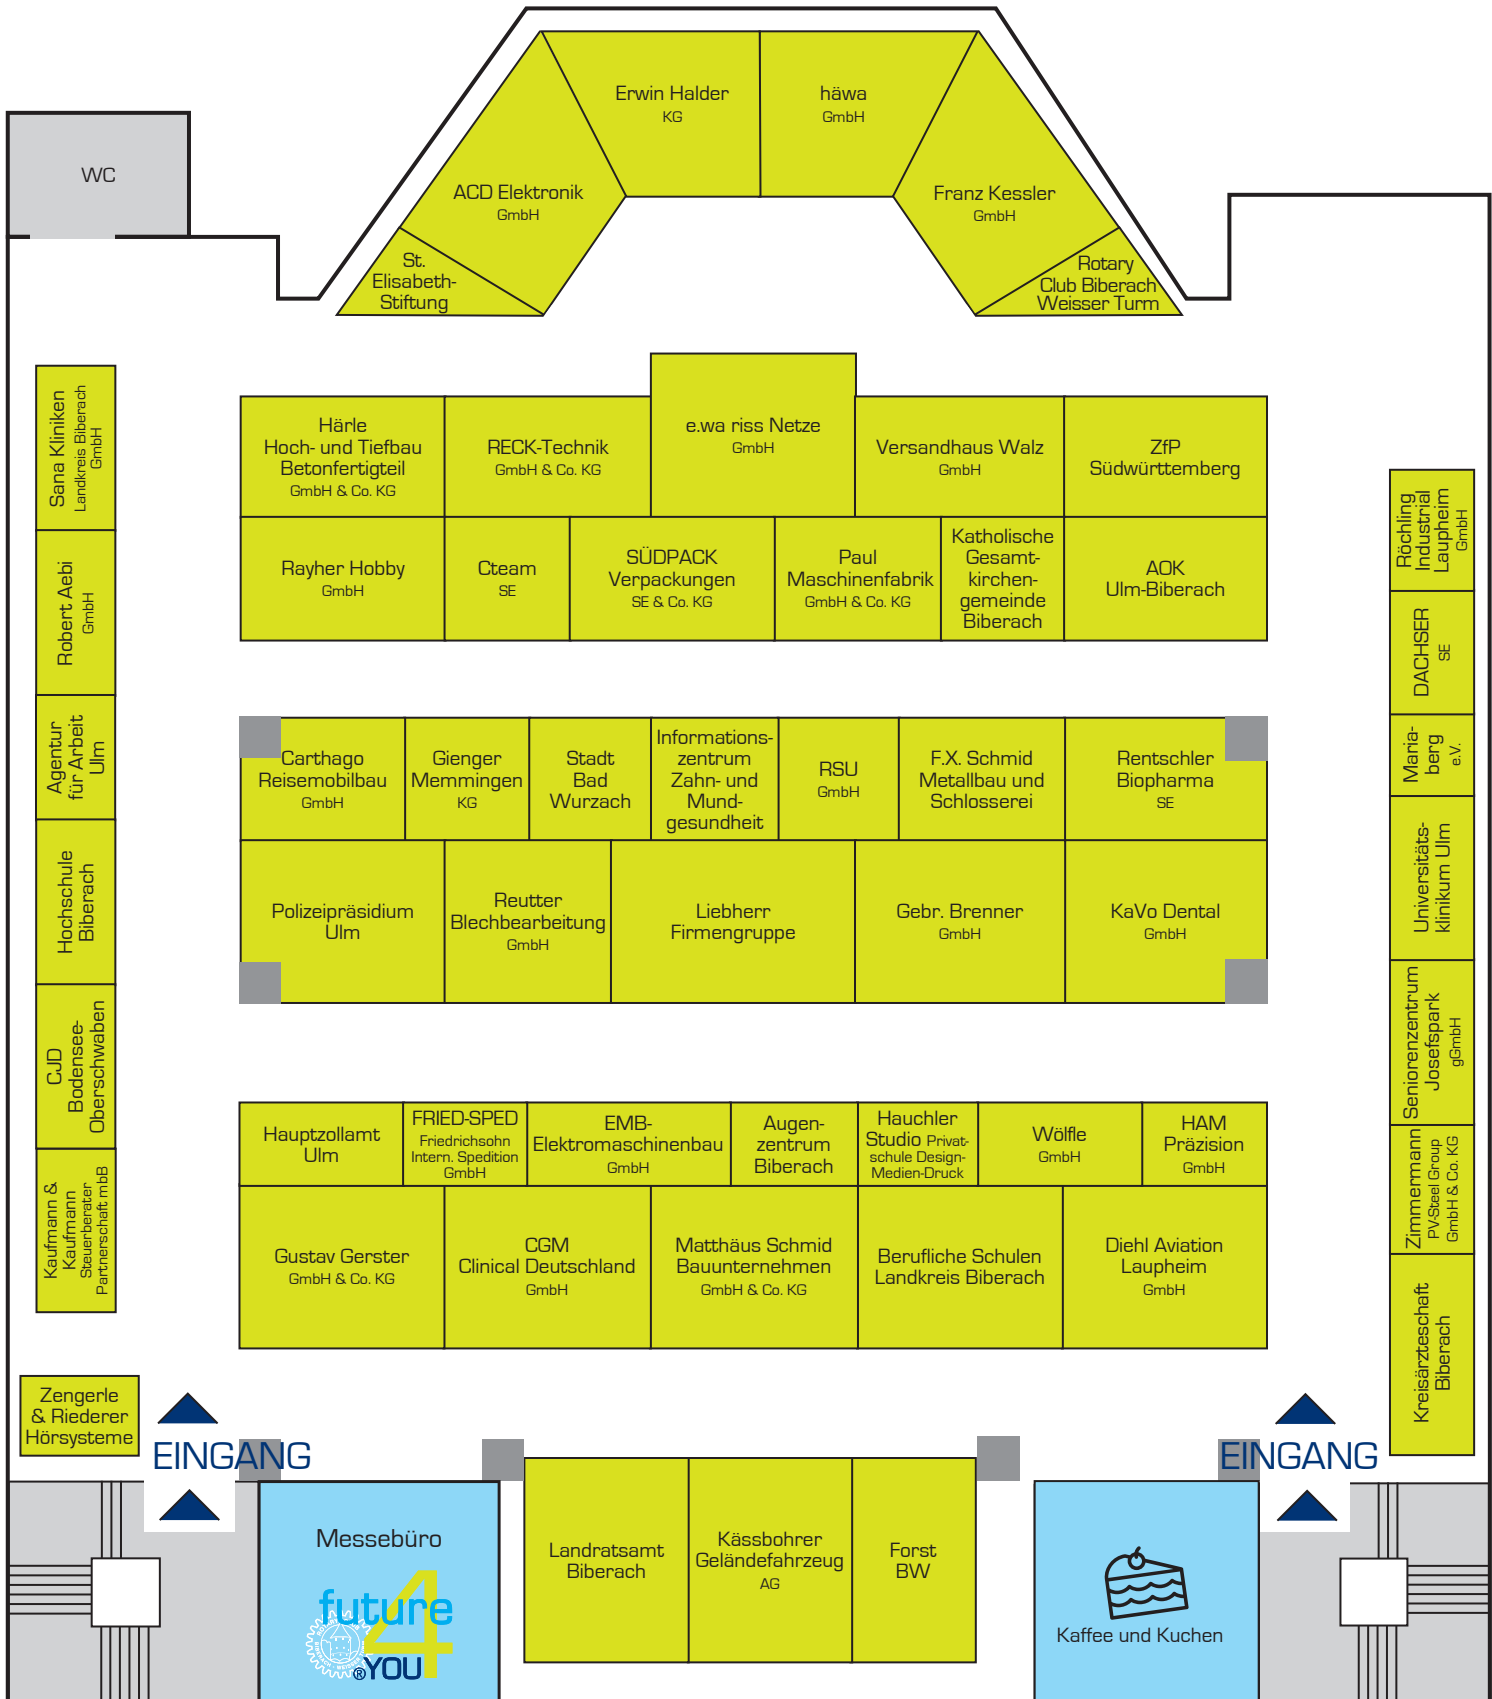 Erwin Halder
KG
häwa
GmbH
WC
ACD Elektronik
GmbH
Franz Kessler
GmbH
St.
Elisabeth-
Stiftung
Rotary
Club Biberach
Weisser Turm
Sana Kliniken
Landkreis Biberach
GmbH
Robert Aebi
GmbH
Agentur
für Arbeit
Ulm
Hochschule
Biberach
CJD
Bodensee-
Oberschwaben
Kaufmann &
Kaufmann
Steuerberater
Partnerschaft mbB
Zengerle
& Riederer
Hörsysteme
Härle
Hoch- und Tiefbau
Betonfertigteil
GmbH & Co. KG
RECK-Technik
GmbH & Co. KG
e.wa riss Netze
GmbH
Versandhaus Walz
GmbH
ZfP
Südwürttemberg
Rayher Hobby
GmbH
Cteam
SE
SÜDPACK
Verpackungen
SE & Co. KG
Paul
Maschinenfabrik
GmbH & Co. KG
Katholische
Gesamt-
kirchen-
gemeinde
Biberach
AOK
Ulm-Biberach
Carthago
Reisemobilbau
GmbH
Gienger
Memmingen
KG
Stadt
Bad
Wurzach
Informations-
zentrum
Zahn- und
Mund-
gesundheit
RSU
GmbH
F.X. Schmid
Metallbau und
Schlosserei
Rentschler
Biopharma
SE
Polizeipräsidium
Ulm
Reutter
Blechbearbeitung
GmbH
Liebherr
Firmengruppe
Gebr. Brenner
GmbH
KaVo Dental
GmbH
Hauptzollamt
Ulm
FRIED-SPED
Friedrichsohn
Intern. Spedition
GmbH
EMB-
Elektromaschinenbau
GmbH
Augen-
zentrum
Biberach
Hauchler
Studio Privat-
schule Design-
Medien-Druck
Wölfle
GmbH
HAM
Präzision
GmbH
Gustav Gerster
GmbH & Co. KG
CGM
Clinical Deutschland
GmbH
Matthäus Schmid
Bauunternehmen
GmbH & Co. KG
Berufliche Schulen
Landkreis Biberach
Diehl Aviation
Laupheim
GmbH
Röchling
Industrial
Laupheim
GmbH
DACHSER
SE
Maria-
berg
e.V.
Universitäts-
klinikum Ulm
Seniorenzentrum
Josefspark
gGmbH
Zimmermann
PV-Steel Group
GmbH & Co. KG
Kreisärzteschaft
Biberach
EINGANG
EINGANG
Messebüro
future
4
®YOU
Landratsamt
Biberach
Kässbohrer
Geländefahrzeug
AG
Forst
BW
Kaffee und Kuchen